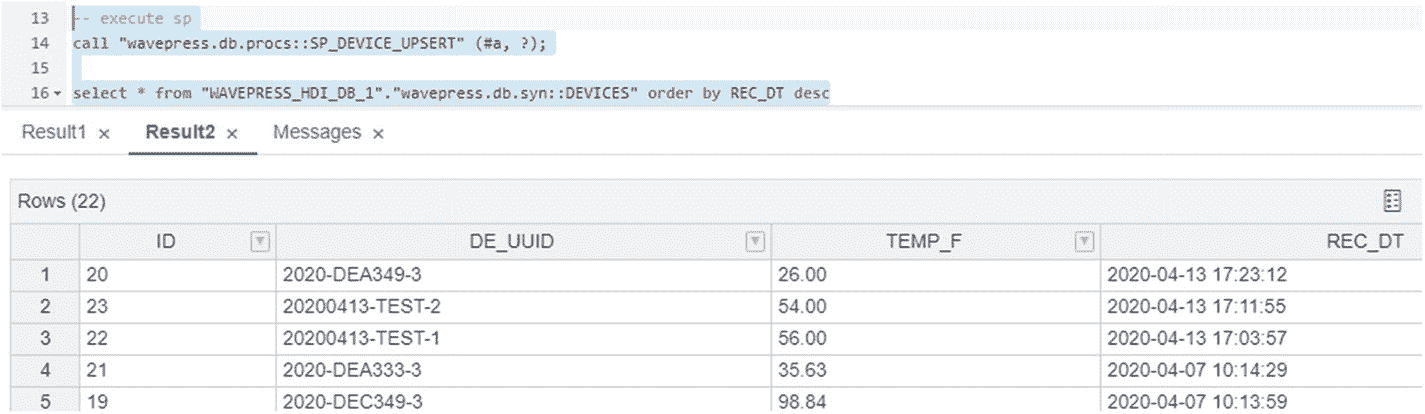 13 -- execute sp
14 call "wavepress.db.procs::SP_DEVICE_UPSERT" (#a, ?);
15
16 select * from "WAVEPRESS_HDI_DB_1"."wavepress.db.syn::DEVICES" order by REC_DT desc
Result1 × Result2 × Messages ×
Rows (22)
ID DE_UUID TEMP_F REC_DT
1 20 2020-DEA349-3 26.00 2020-04-13 17:23:12
2 23 20200413-TEST-2 54.00 2020-04-13 17:11:55
3 22 20200413-TEST-1 56.00 2020-04-13 17:03:57
4 21 2020-DEA333-3 35.63 2020-04-07 10:14:29
5 19 2020-DEC349-3 98.84 2020-04-07 10:13:59